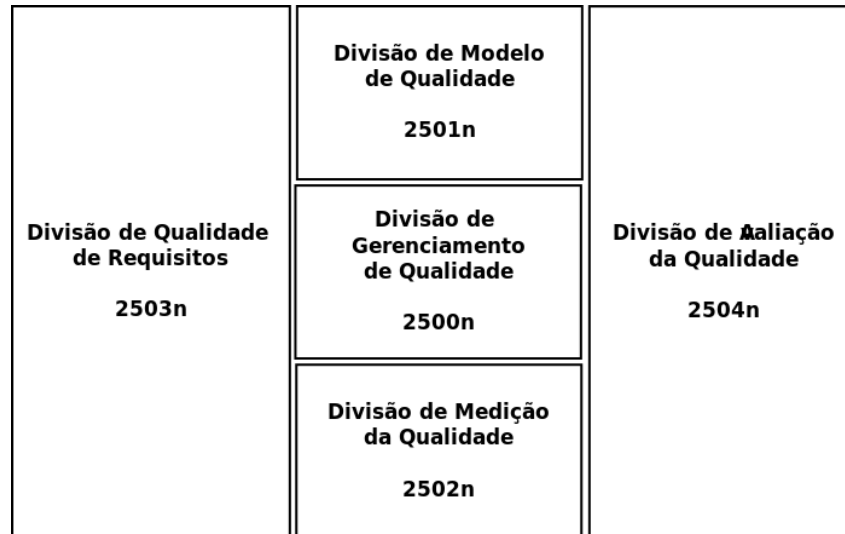 Divisão de Qualidade
de Requisitos
2503n
Divisão de Modelo
de Qualidade
2501n
Divisão de
Gerenciamento
de Qualidade
2500n
Divisão de Medição
da Qualidade
2502n
Divisão de Avaliação
da Qualidade
2504n